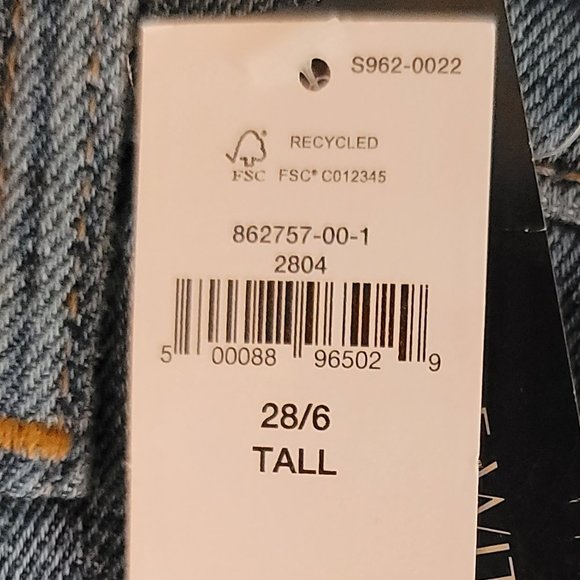 S962-0022
RECYCLED
FSC FSC® C012345
862757-00-1
2804
5 00088 96502 9
28/6
TALL